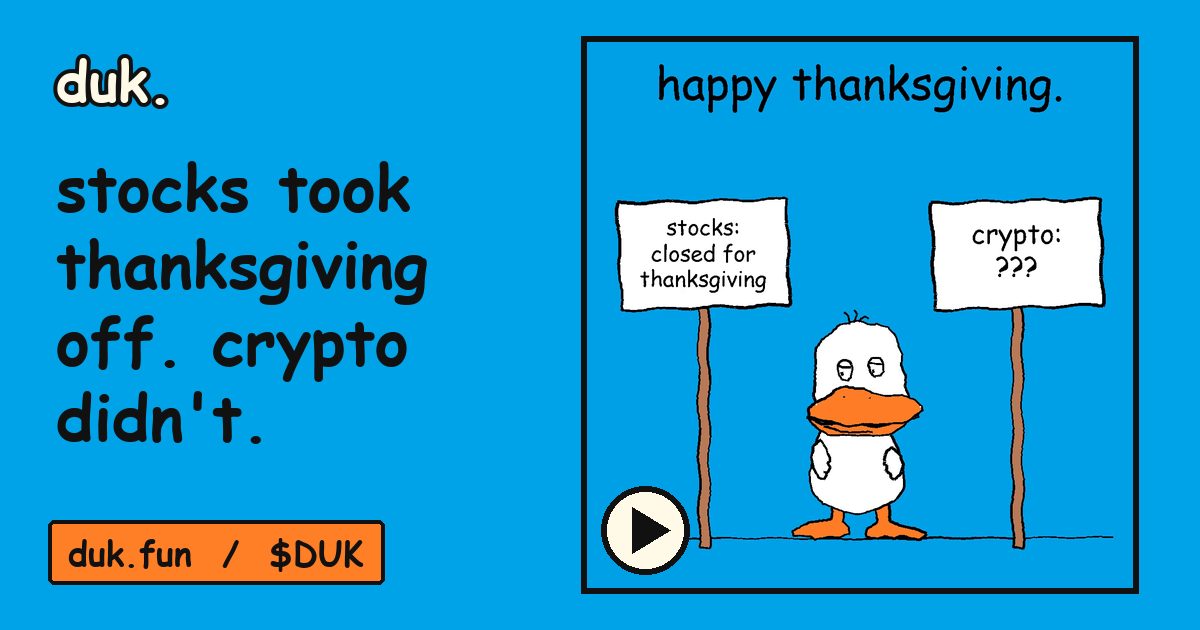 duk.
stocks took
thanksgiving
off. crypto
didn't.
duk.fun / $DUK
happy thanksgiving.
stocks:
closed for
thanksgiving
crypto:
???